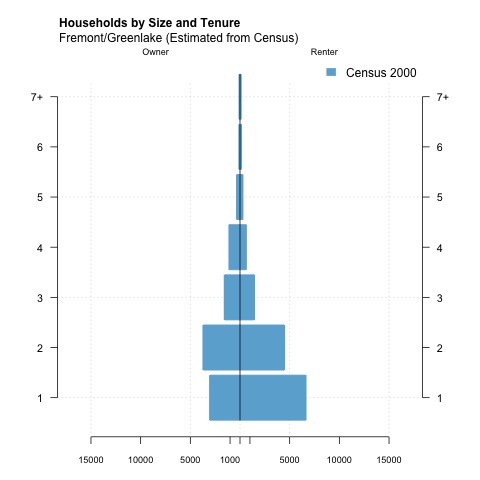 Households by Size and Tenure
Fremont/Greenlake (Estimated from Census)
Owner Renter
Census 2000
7+ 7+
6 6
5 5
4 4
3 3
2 2
1 1
15000 10000 5000 1000 5000 10000 15000